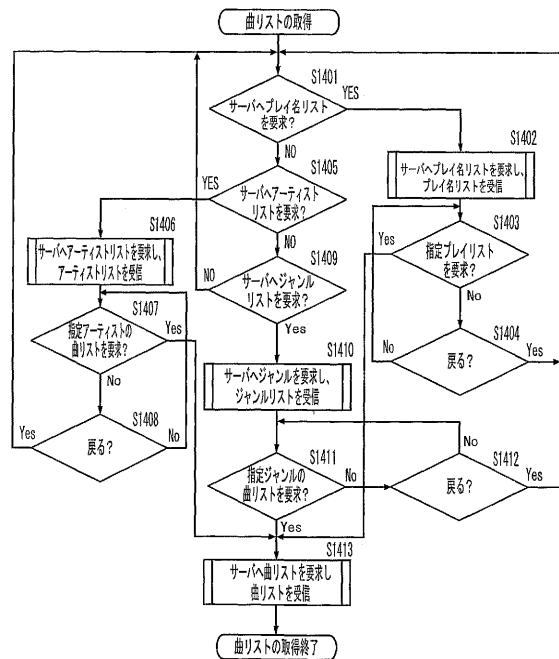 曲リストの取得
S1401
サーバへプレイ名リスト
を要求?
YES
NO
S1402
サーバへプレイ名リストを要求し、
プレイ名リストを受信
S1405
サーバへアーティスト
リストを要求?
YES
NO
S1403
指定プレイリスト
を要求?
Yes
No
S1406
サーバへアーティストリストを要求し、
アーティストリストを受信
S1409
サーバへジャンル
リストを要求?
NO
Yes
S1407
指定アーティストの
曲リストを要求?
Yes
No
S1404
戻る?
No
Yes
S1410
サーバへジャンルを要求し、
ジャンルリストを受信
S1408
戻る?
Yes
No
S1411
指定ジャンルの
曲リストを要求?
No
Yes
S1412
戻る?
No
Yes
S1413
サーバへ曲リストを要求し
曲リストを受信
曲リストの取得終了